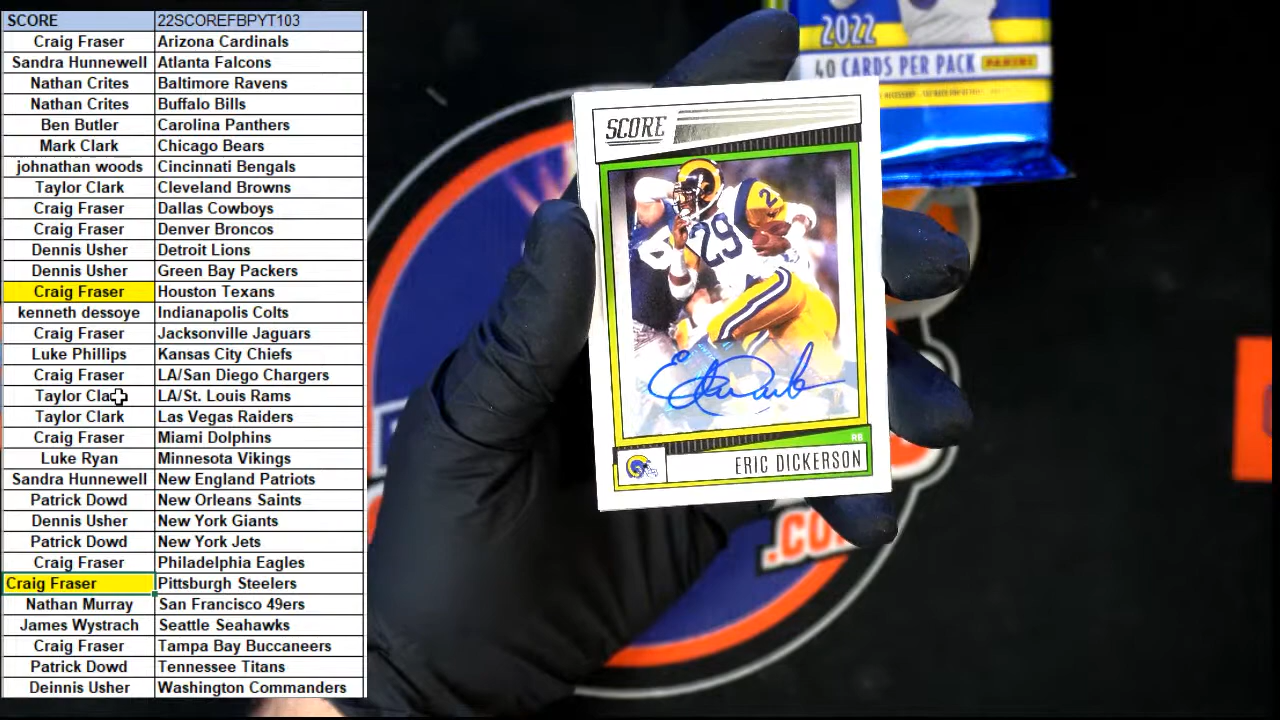 SCORE 22SCOREFBPYT103
Craig Fraser Arizona Cardinals
Sandra Hunnewell Atlanta Falcons
Nathan Crites Baltimore Ravens
Nathan Crites Buffalo Bills
Ben Butler Carolina Panthers
Mark Clark Chicago Bears
johnathan woods Cincinnati Bengals
Taylor Clark Cleveland Browns
Craig Fraser Dallas Cowboys
Craig Fraser Denver Broncos
Dennis Usher Detroit Lions
Dennis Usher Green Bay Packers
Craig Fraser Houston Texans
kenneth dessoye Indianapolis Colts
Craig Fraser Jacksonville Jaguars
Luke Phillips Kansas City Chiefs
Craig Fraser LA/San Diego Chargers
Taylor Clark LA/St. Louis Rams
Taylor Clark Las Vegas Raiders
Craig Fraser Miami Dolphins
Luke Ryan Minnesota Vikings
Sandra Hunnewell New England Patriots
Patrick Dowd New Orleans Saints
Dennis Usher New York Giants
Patrick Dowd New York Jets
Craig Fraser Philadelphia Eagles
Craig Fraser Pittsburgh Steelers
Nathan Murray San Francisco 49ers
James Wystrach Seattle Seahawks
Craig Fraser Tampa Bay Buccaneers
Patrick Dowd Tennessee Titans
Deinnis Usher Washington Commanders
2022
40 CARDS PER PACK PANINI
SCORE
29
2
RB
ERIC DICKERSON
.CO